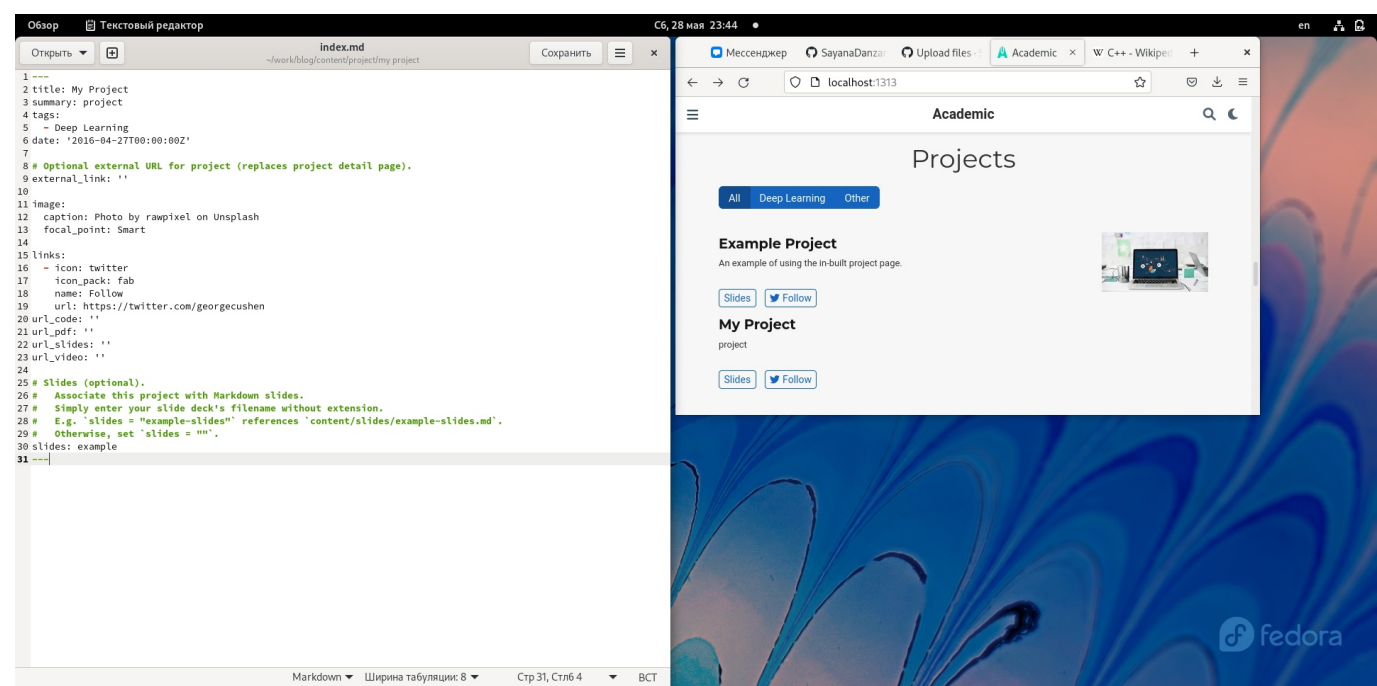 Обзор Текстовый редактор Сб, 28 мая 23:44 en
Открыть index.md Сохранить
~/work/blog/content/project/my project
1 ---
2 title: My Project
3 summary: project
4 tags:
5   - Deep Learning
6 date: '2016-04-27T00:00:00Z'
7
8 # Optional external URL for project (replaces project detail page).
9 external_link: ''
10
11 image:
12   caption: Photo by rawpixel on Unsplash
13   focal_point: Smart
14
15 links:
16   - icon: twitter
17     icon_pack: fab
18     name: Follow
19     url: https://twitter.com/georgecushen
20 url_code: ''
21 url_pdf: ''
22 url_slides: ''
23 url_video: ''
24
25 # Slides (optional).
26 #   Associate this project with Markdown slides.
27 #   Simply enter your slide deck's filename without extension.
28 #   E.g. `slides = "example-slides"` references `content/slides/example-slides.md`.
29 #   Otherwise, set `slides = ""`.
30 slides: example
31 ---
Markdown Ширина табуляции: 8 Стр 31, Стлб 4 ВСТ
Мессенджер SayanaDanza Upload files · Academic × W C++ - Wikiped + ×
localhost:1313
Academic
Projects
All Deep Learning Other
Example Project
An example of using the in-built project page.
Slides Follow
My Project
project
Slides Follow
fedora